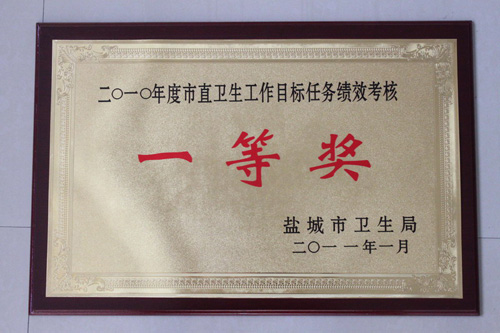 二〇一〇年度市直卫生工作目标任务绩效考核
一等奖
盐城市卫生局
二〇一一年一月